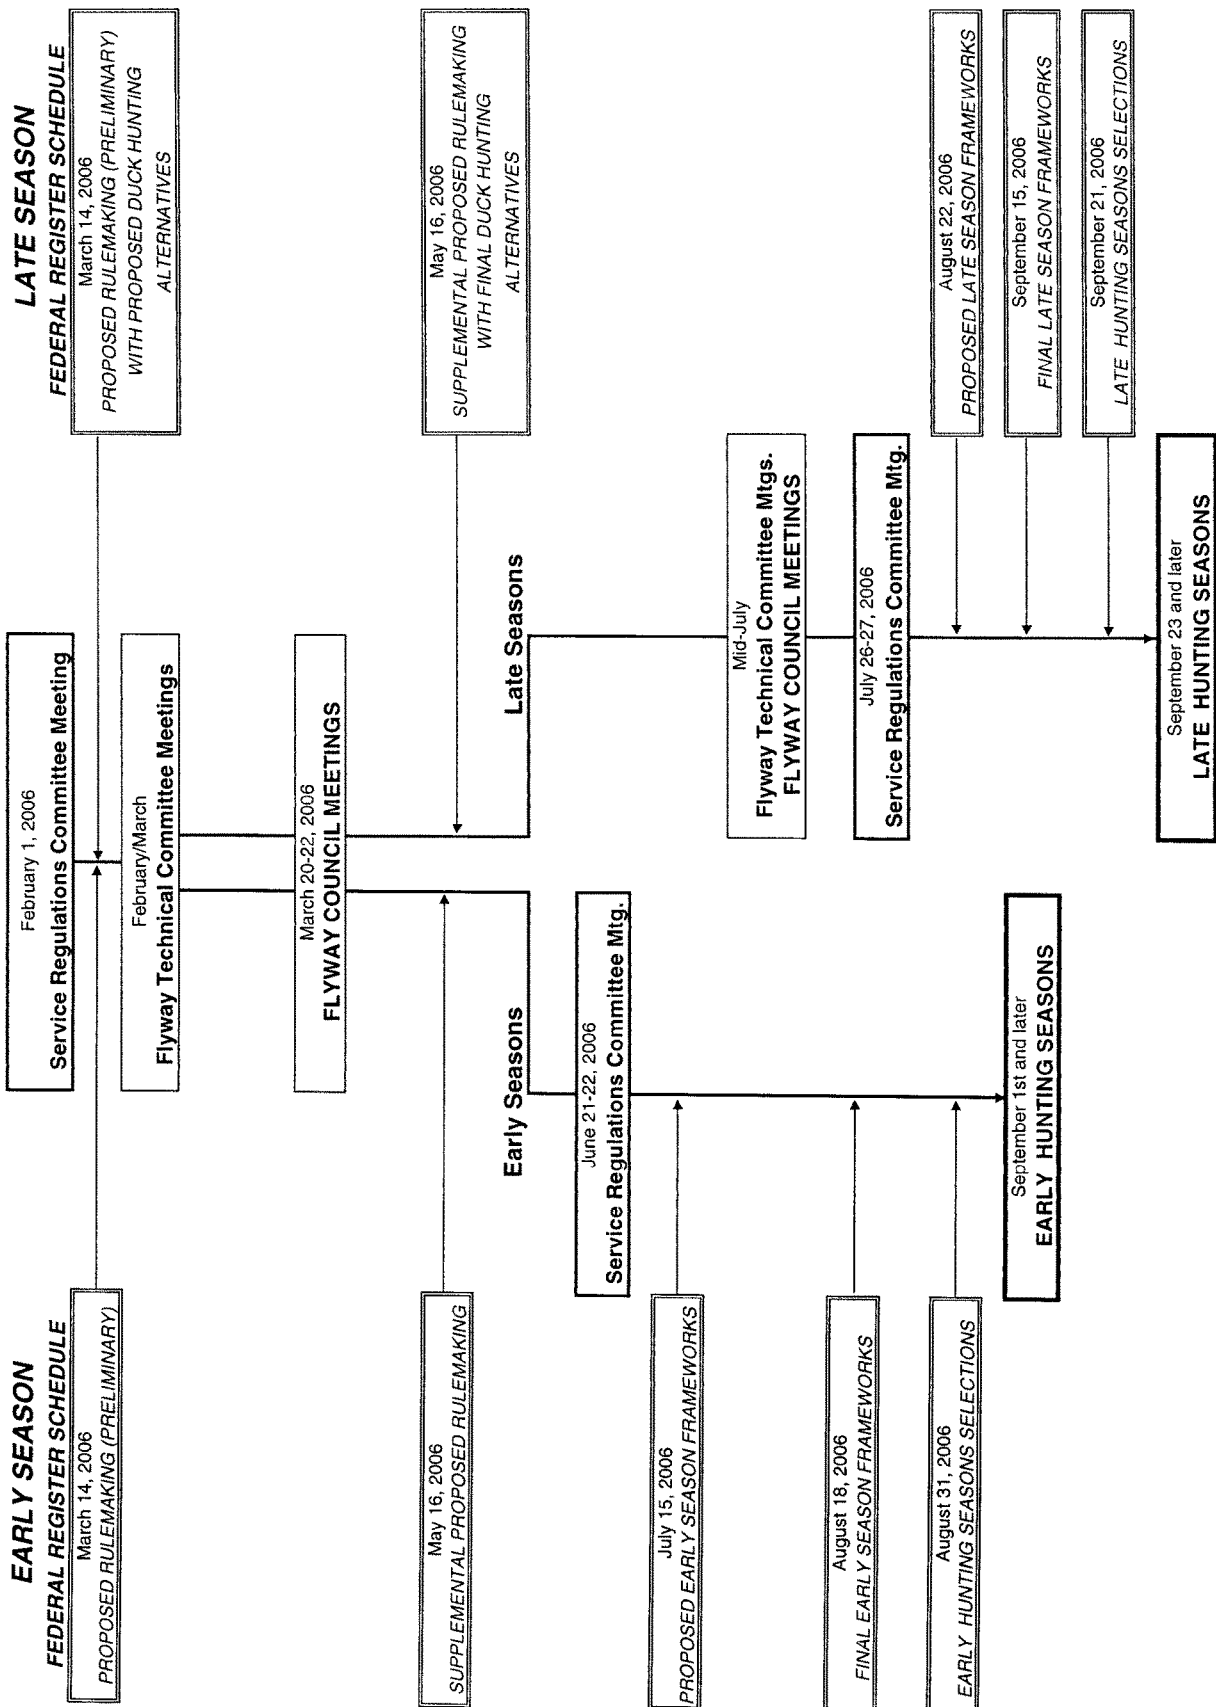 EARLY SEASON
FEDERAL REGISTER SCHEDULE
March 14, 2006
PROPOSED RULEMAKING (PRELIMINARY)
May 16, 2006
SUPPLEMENTAL PROPOSED RULEMAKING
July 15, 2006
PROPOSED EARLY SEASON FRAMEWORKS
August 18, 2006
FINAL EARLY SEASON FRAMEWORKS
August 31, 2006
EARLY HUNTING SEASONS SELECTIONS
February 1, 2006
Service Regulations Committee Meeting
February/March
Flyway Technical Committee Meetings
March 20-22, 2006
FLYWAY COUNCIL MEETINGS
Early Seasons
June 21-22, 2006
Service Regulations Committee Mtg.
September 1st and later
EARLY HUNTING SEASONS
Late Seasons
Mid-July
Flyway Technical Committee Mtgs.
FLYWAY COUNCIL MEETINGS
July 26-27, 2006
Service Regulations Committee Mtg.
September 23 and later
LATE HUNTING SEASONS
LATE SEASON
FEDERAL REGISTER SCHEDULE
March 14, 2006
PROPOSED RULEMAKING (PRELIMINARY)
WITH PROPOSED DUCK HUNTING
ALTERNATIVES
May 16, 2006
SUPPLEMENTAL PROPOSED RULEMAKING
WITH FINAL DUCK HUNTING
ALTERNATIVES
August 22, 2006
PROPOSED LATE SEASON FRAMEWORKS
September 15, 2006
FINAL LATE SEASON FRAMEWORKS
September 21, 2006
LATE HUNTING SEASONS SELECTIONS